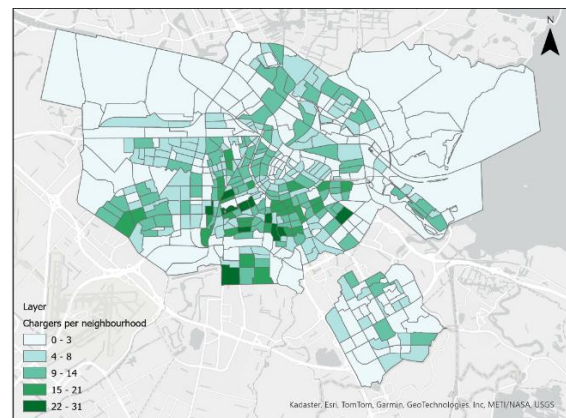 N
Layer
Chargers per neighbourhood
0 - 3
4 - 8
9 - 14
15 - 21
22 - 31
Kadaster, Esri, TomTom, Garmin, GeoTechnologies, Inc, METI/NASA, USGS